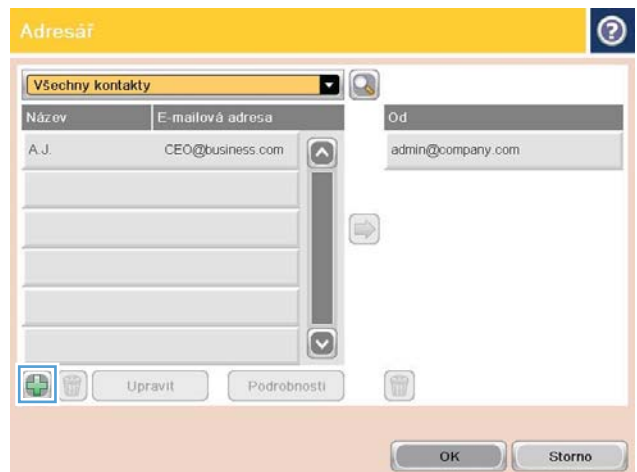 Adresář
Všechny kontakty
Název E-mailová adresa Od
A.J. CEO@business.com admin@company.com
Upravit Podrobnosti
OK Storno